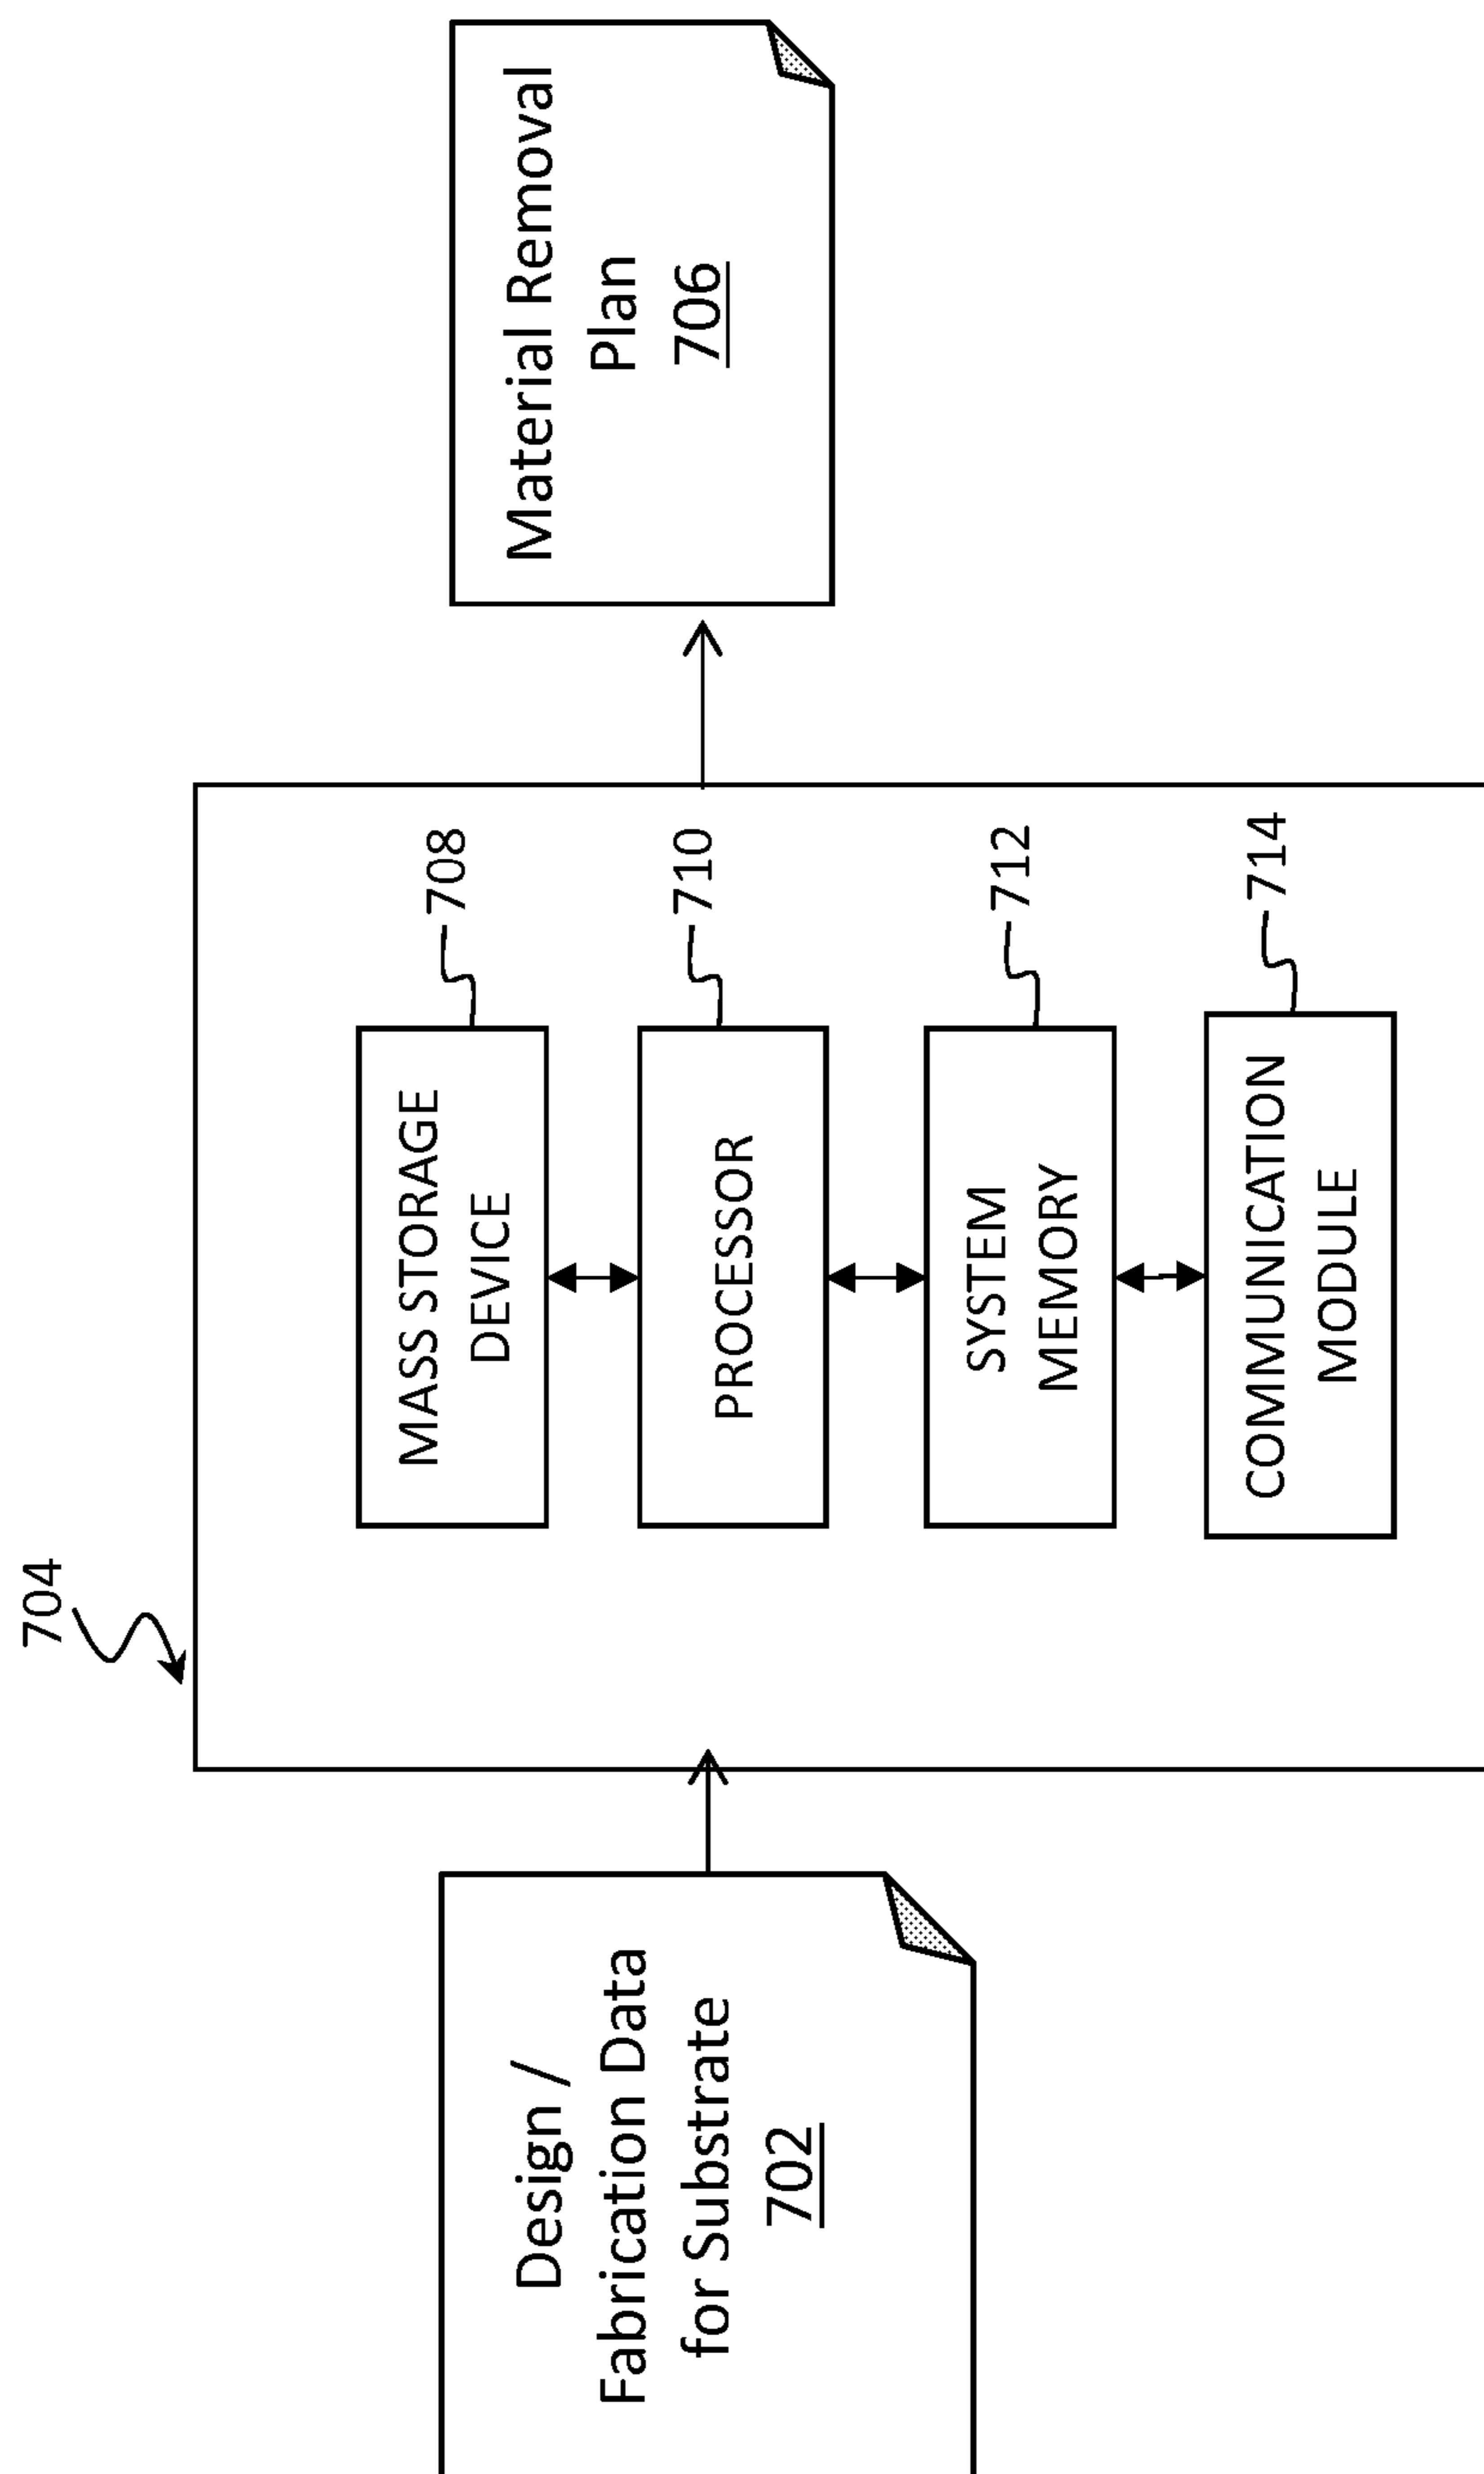 Design /
Fabrication Data
for Substrate
702
704
MASS STORAGE
DEVICE
708
PROCESSOR
710
SYSTEM
MEMORY
712
COMMUNICATION
MODULE
714
Material Removal
Plan
706